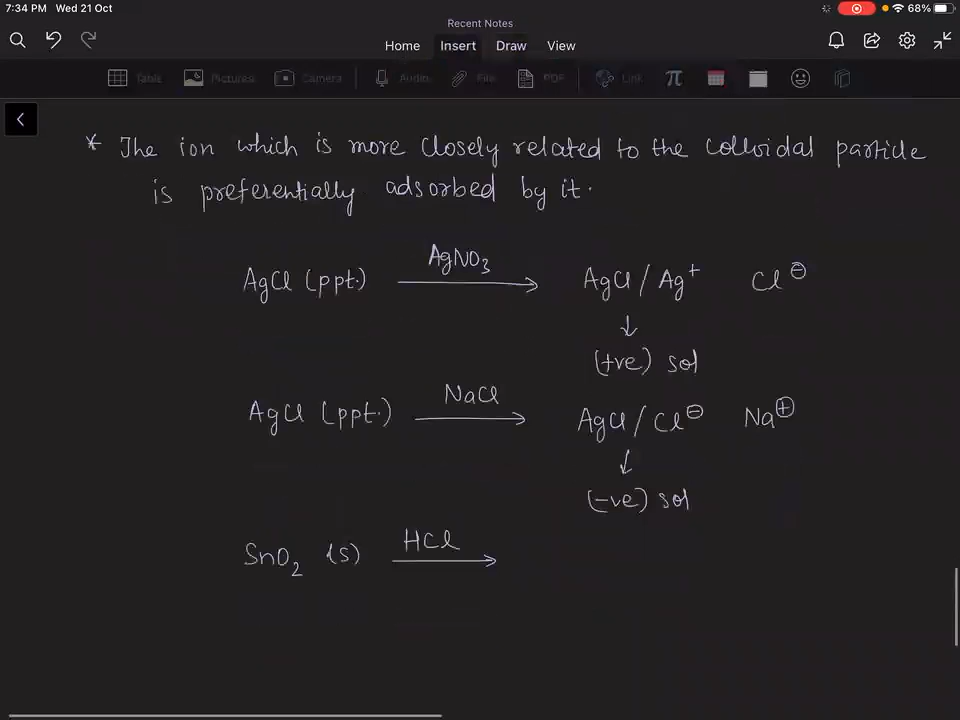 7:34 PM Wed 21 Oct 68%
Recent Notes
Home Insert Draw View
Table Pictures Camera Audio File PDF Link
* The ion which is more closely related to the colloidal particle
is preferentially adsorbed by it.
AgCl (ppt.) AgNO3 → AgCl / Ag+ Cl⊖
↓
(+ve) sol
AgCl (ppt.) NaCl → AgCl / Cl⊖ Na⊕
↓
(-ve) sol
SnO2 (s) HCl →